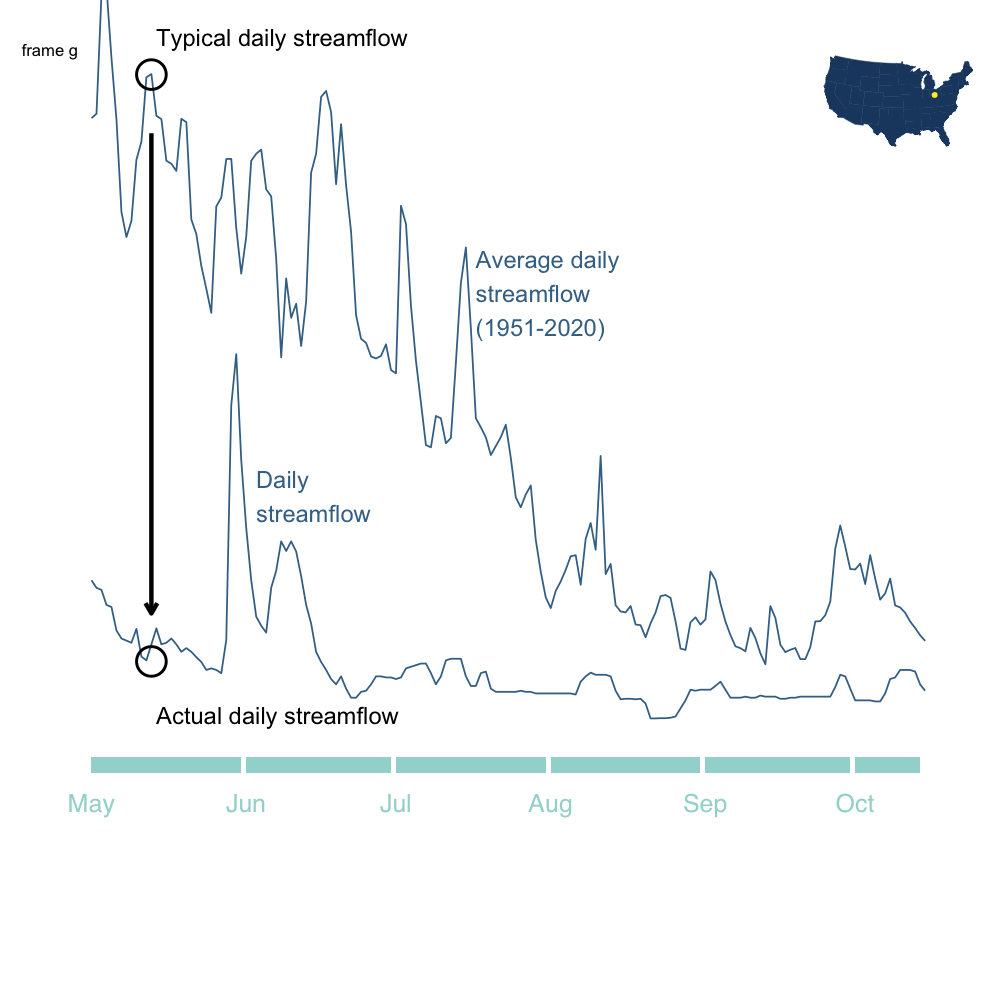 Typical daily streamflow
frame g
Average daily
streamflow
(1951-2020)
Daily
streamflow
Actual daily streamflow
May Jun Jul Aug Sep Oct